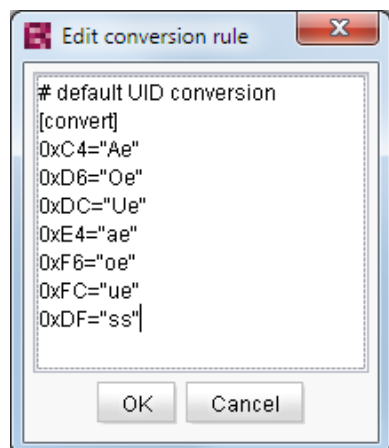 Edit conversion rule
# default UID conversion
[convert]
0xC4="Ae"
0xD6="Oe"
0xDC="Ue"
0xE4="ae"
0xF6="oe"
0xFC="ue"
0xDF="ss"
OK Cancel